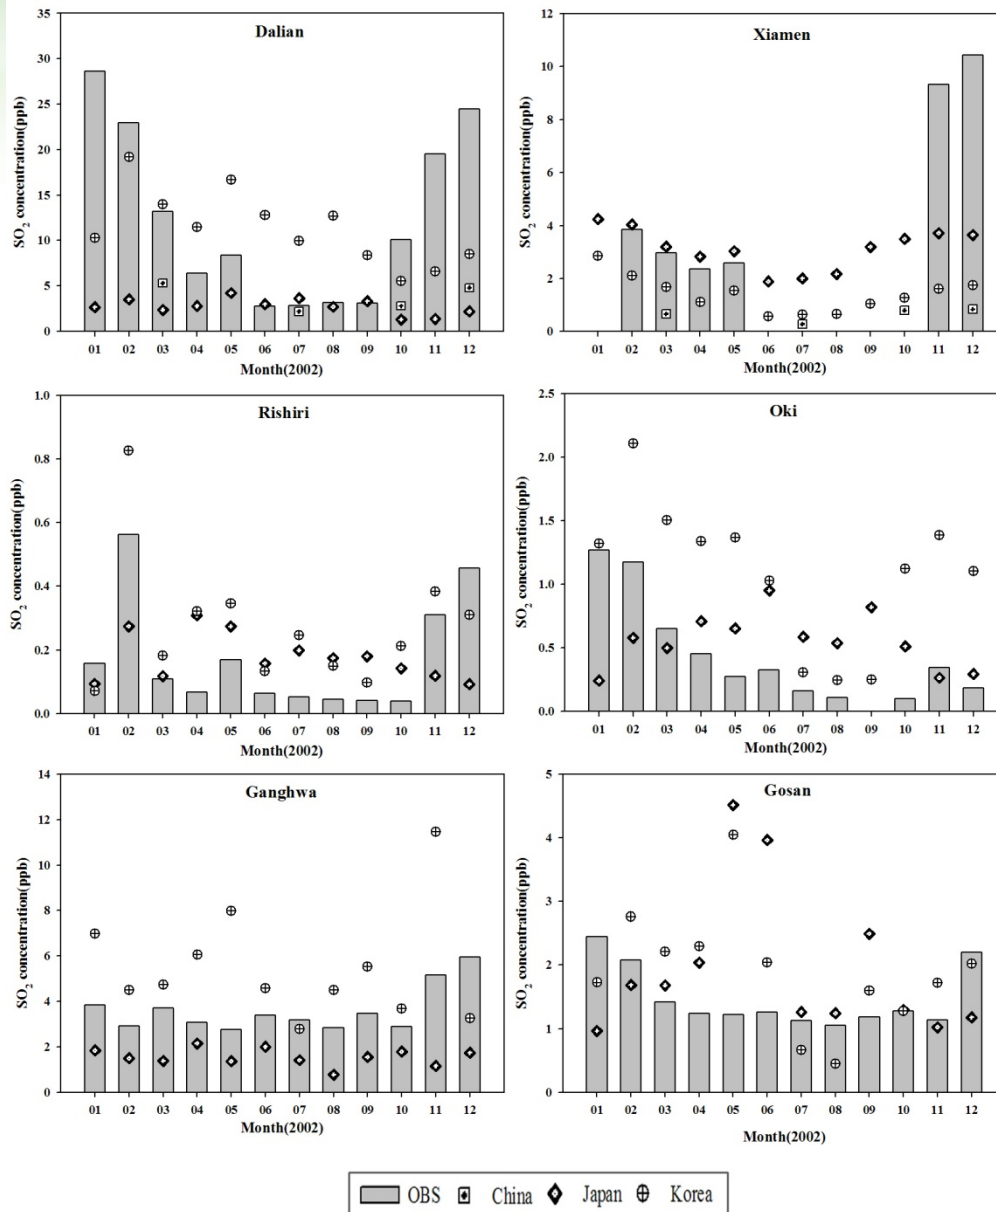 Dalian
SO2 concentration(ppb)
35
30
25
20
15
10
5
0
01 02 03 04 05 06 07 08 09 10 11 12
Month(2002)
Xiamen
SO2 concentration(ppb)
12
10
8
6
4
2
0
01 02 03 04 05 06 07 08 09 10 11 12
Month(2002)
Rishiri
SO2 concentration(ppb)
1.0
0.8
0.6
0.4
0.2
0.0
01 02 03 04 05 06 07 08 09 10 11 12
Month(2002)
Oki
SO2 concentration(ppb)
2.5
2.0
1.5
1.0
0.5
0.0
01 02 03 04 05 06 07 08 09 10 11 12
Month(2002)
Ganghwa
SO2 concentration(ppb)
14
12
10
8
6
4
2
0
01 02 03 04 05 06 07 08 09 10 11 12
Month(2002)
Gosan
SO2 concentration(ppb)
5
4
3
2
1
0
01 02 03 04 05 06 07 08 09 10 11 12
Month(2002)
OBS China Japan Korea